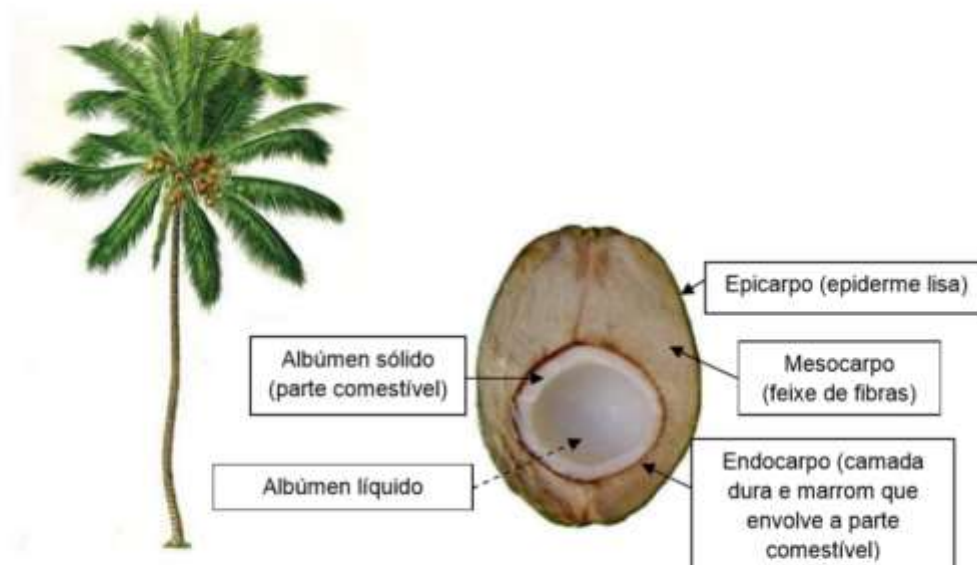 Epicarpo (epiderme lisa)
Albúmen sólido
(parte comestível)
Mesocarpo
(feixe de fibras)
Albúmen líquido
Endocarpo (camada
dura e marrom que
envolve a parte
comestível)